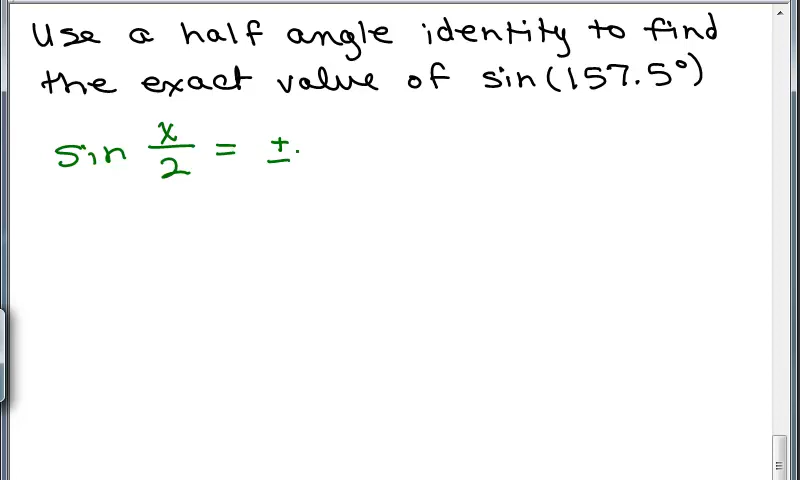 Use a half angle identity to find
the exact value of sin(157.5°)
sin x/2 = ±